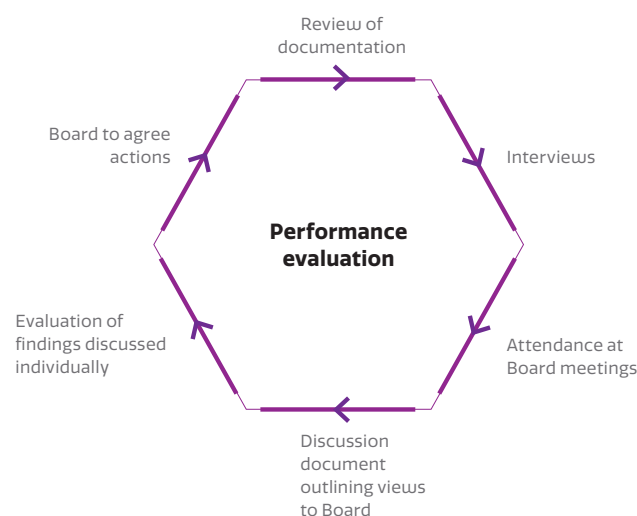 Review of
documentation
Board to agree
actions
Interviews
Performance
evaluation
Evaluation of
findings discussed
individually
Attendance at
Board meetings
Discussion
document
outlining views
to Board